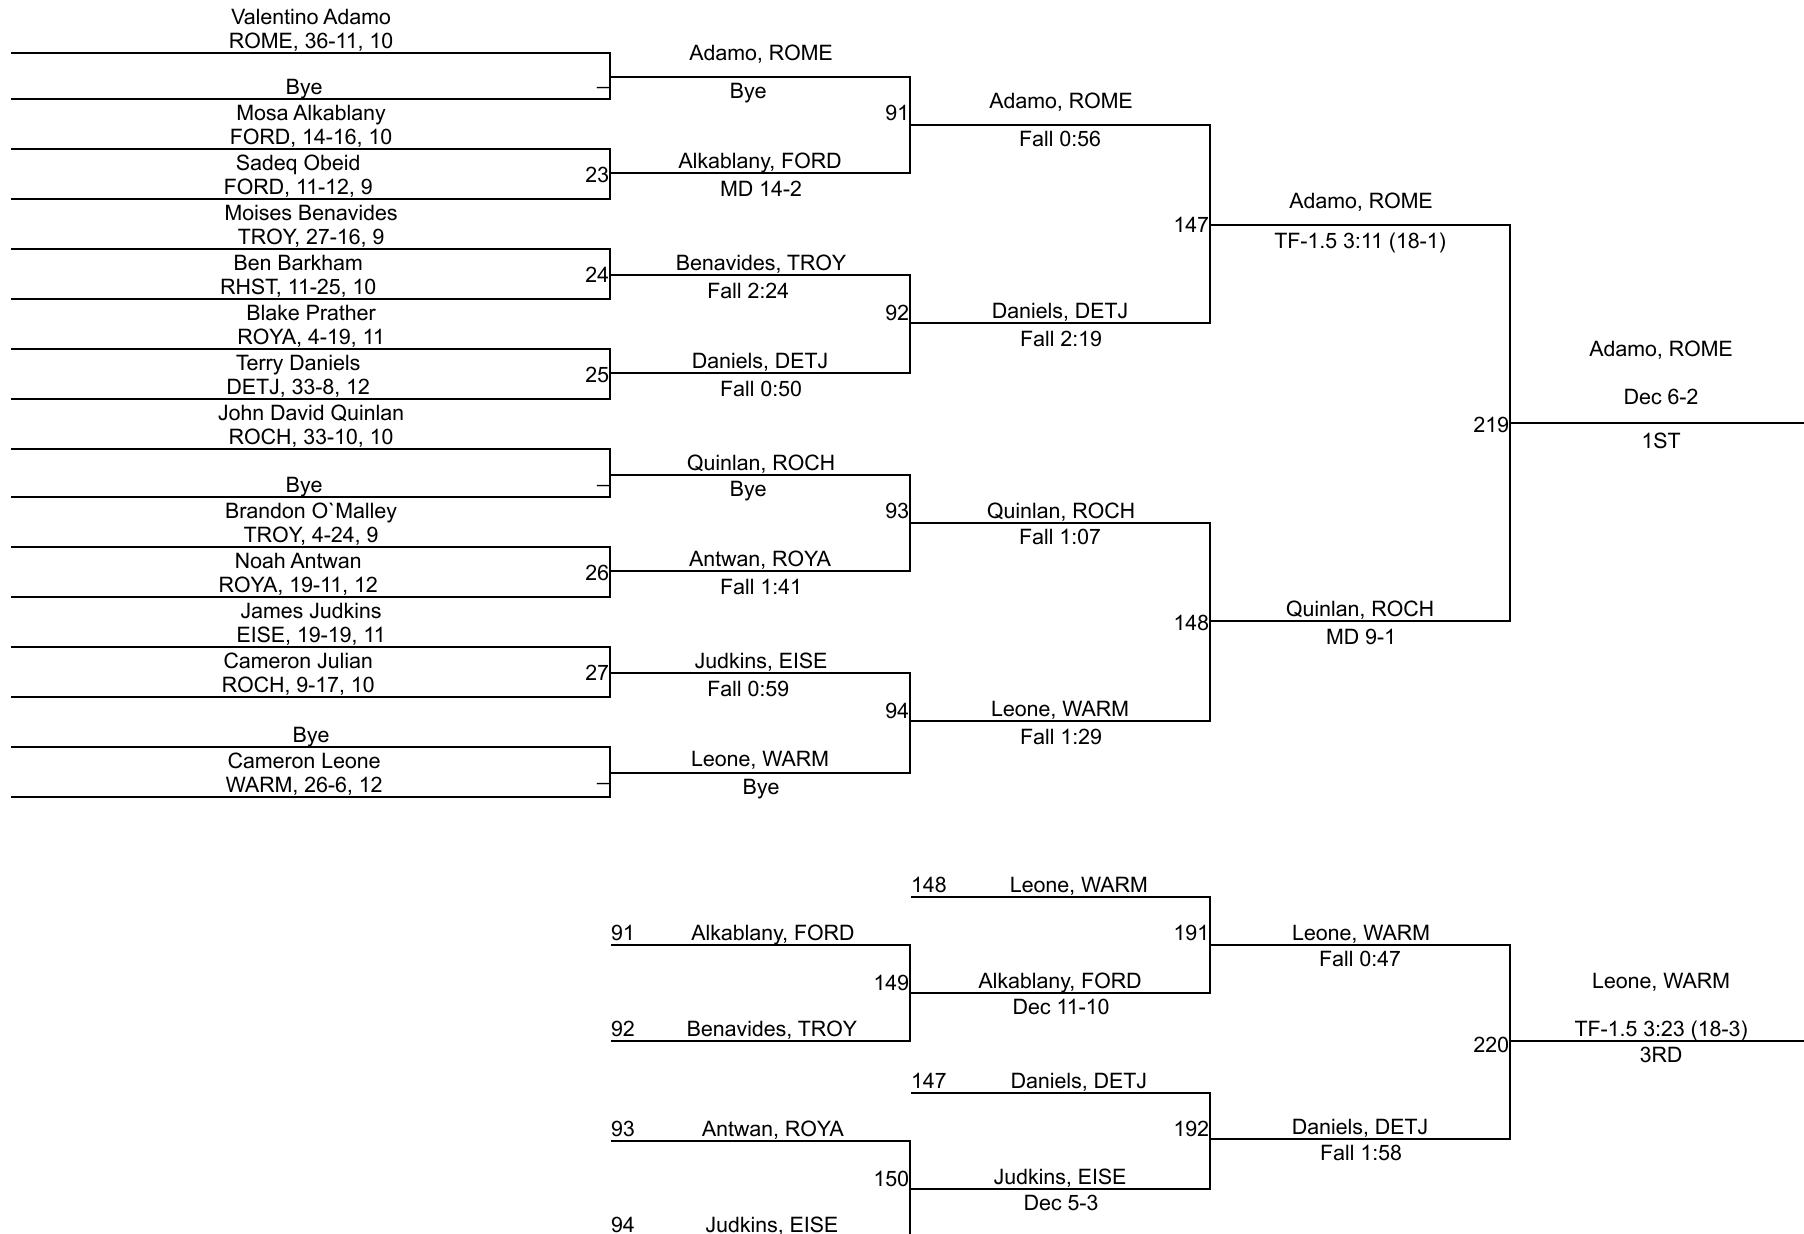 Valentino Adamo
ROME, 36-11, 10
Bye
Mosa Alkablany
FORD, 14-16, 10
Sadeq Obeid
FORD, 11-12, 9
Moises Benavides
TROY, 27-16, 9
Ben Barkham
RHST, 11-25, 10
Blake Prather
ROYA, 4-19, 11
Terry Daniels
DETJ, 33-8, 12
John David Quinlan
ROCH, 33-10, 10
Bye
Brandon O`Malley
TROY, 4-24, 9
Noah Antwan
ROYA, 19-11, 12
James Judkins
EISE, 19-19, 11
Cameron Julian
ROCH, 9-17, 10
Bye
Cameron Leone
WARM, 26-6, 12
–
23
24
25
–
26
27
–
Adamo, ROME
Bye
Alkablany, FORD
MD 14-2
Benavides, TROY
Fall 2:24
Daniels, DETJ
Fall 0:50
Quinlan, ROCH
Bye
Antwan, ROYA
Fall 1:41
Judkins, EISE
Fall 0:59
Leone, WARM
Bye
91
92
93
94
Adamo, ROME
Fall 0:56
Daniels, DETJ
Fall 2:19
Quinlan, ROCH
Fall 1:07
Leone, WARM
Fall 1:29
147
148
Adamo, ROME
TF-1.5 3:11 (18-1)
Quinlan, ROCH
MD 9-1
219
Adamo, ROME
Dec 6-2
1ST
91 Alkablany, FORD
92 Benavides, TROY
93 Antwan, ROYA
94 Judkins, EISE
149
150
148 Leone, WARM
Alkablany, FORD
Dec 11-10
147 Daniels, DETJ
Judkins, EISE
Dec 5-3
191
192
Leone, WARM
Fall 0:47
Daniels, DETJ
Fall 1:58
220
Leone, WARM
TF-1.5 3:23 (18-3)
3RD